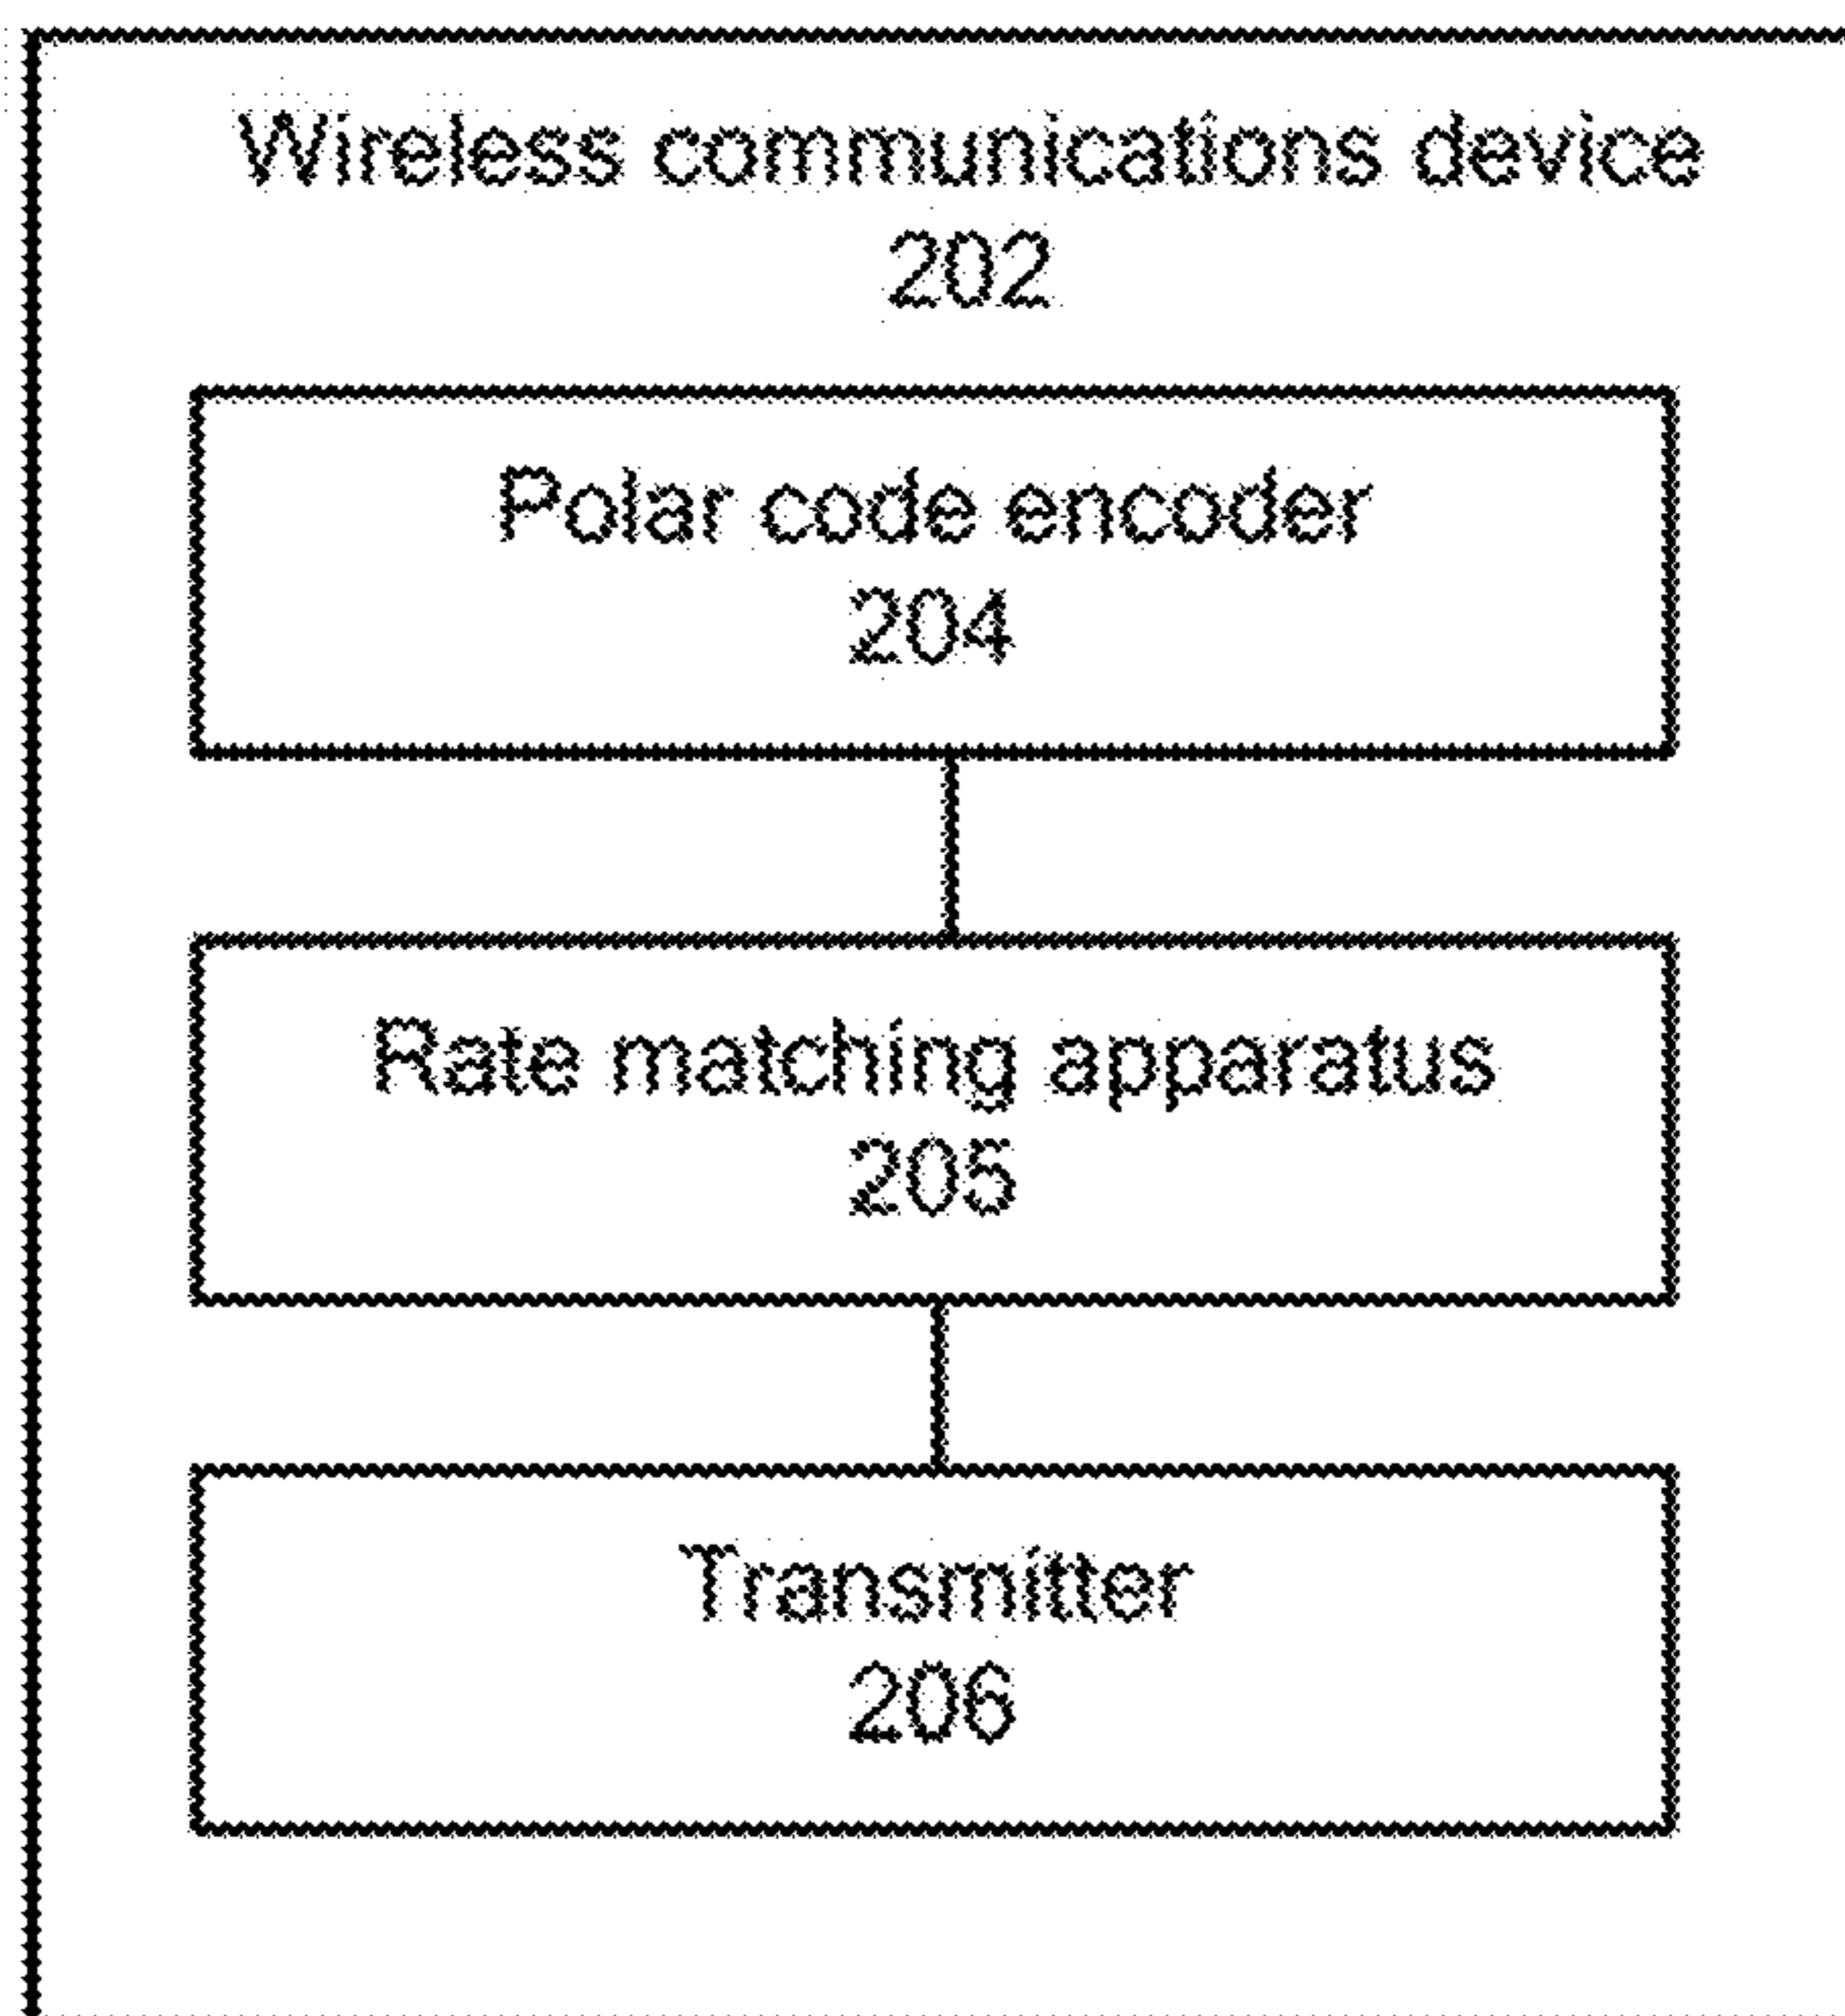 Wireless communications device
202
Polar code encoder
204
Rate matching apparatus
205
Transmitter
206